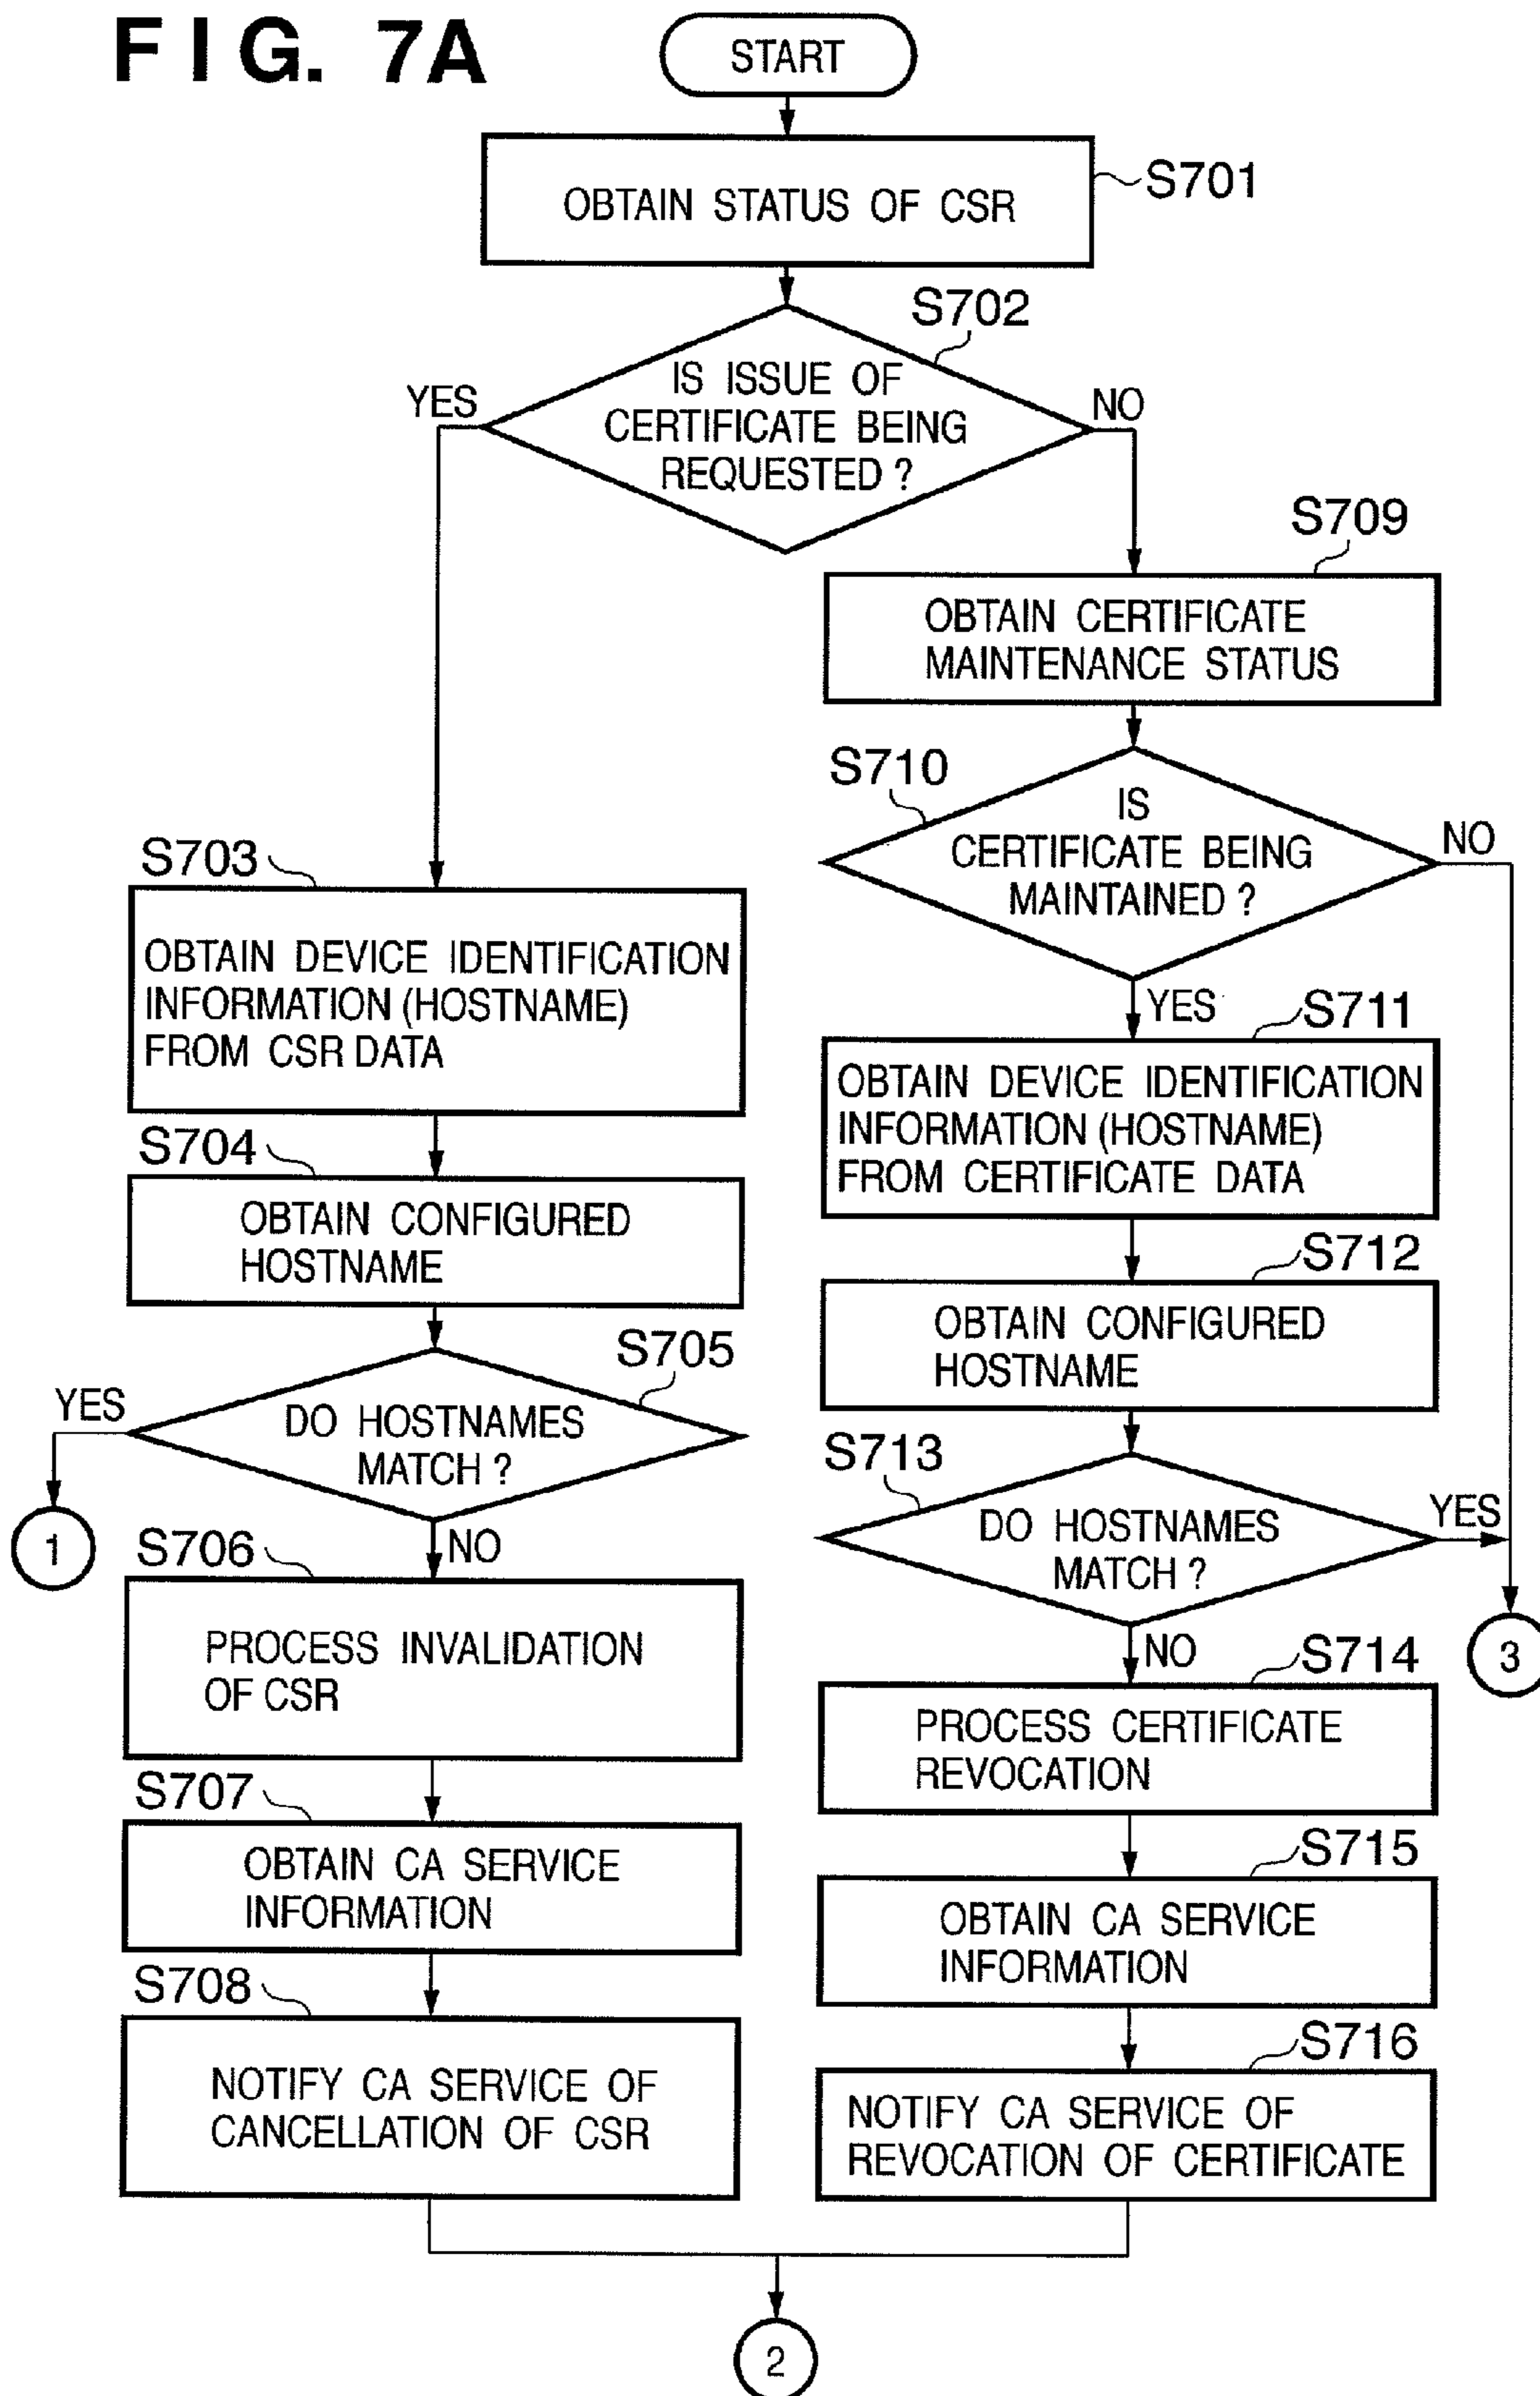 FIG. 7A
START
OBTAIN STATUS OF CSR
S701
S702
IS ISSUE OF
CERTIFICATE BEING
REQUESTED ?
YES
NO
S709
OBTAIN CERTIFICATE
MAINTENANCE STATUS
S710
IS
CERTIFICATE BEING
MAINTAINED ?
NO
YES
S703
OBTAIN DEVICE IDENTIFICATION
INFORMATION (HOSTNAME)
FROM CSR DATA
S711
OBTAIN DEVICE IDENTIFICATION
INFORMATION (HOSTNAME)
FROM CERTIFICATE DATA
S704
OBTAIN CONFIGURED
HOSTNAME
S712
OBTAIN CONFIGURED
HOSTNAME
S705
DO HOSTNAMES
MATCH ?
YES
1
NO
S713
DO HOSTNAMES
MATCH ?
YES
3
NO
S706
PROCESS INVALIDATION
OF CSR
S714
PROCESS CERTIFICATE
REVOCATION
S707
OBTAIN CA SERVICE
INFORMATION
S715
OBTAIN CA SERVICE
INFORMATION
S708
NOTIFY CA SERVICE OF
CANCELLATION OF CSR
S716
NOTIFY CA SERVICE OF
REVOCATION OF CERTIFICATE
2